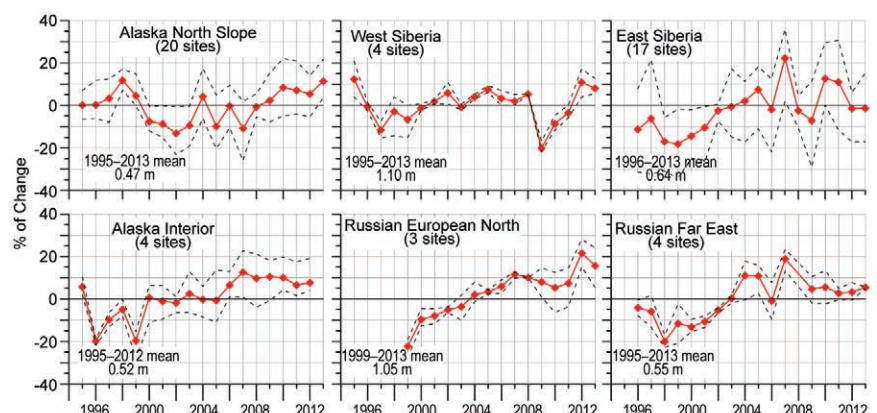 Alaska North Slope
(20 sites)
West Siberia
(4 sites)
East Siberia
(17 sites)
40
20
0
-20
-40
1995–2013 mean
0.47 m
1995–2013 mean
1.10 m
1996–2013 mean
0.64 m
% of Change
Alaska Interior
(4 sites)
Russian European North
(3 sites)
Russian Far East
(4 sites)
40
20
0
-20
-40
1995–2012 mean
0.52 m
1999–2013 mean
1.05 m
1995–2013 mean
0.55 m
1996 2000 2004 2008 2012
1996 2000 2004 2008 2012
1996 2000 2004 2008 2012